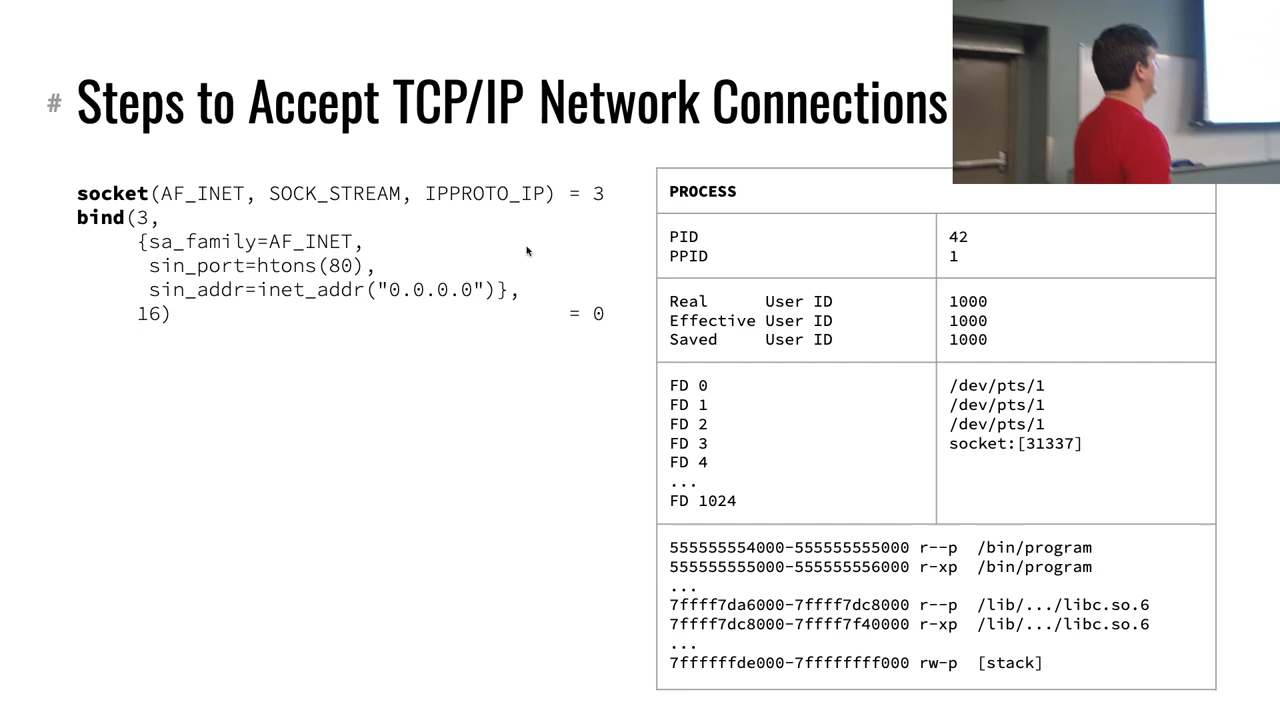 # Steps to Accept TCP/IP Network Connections
socket(AF_INET, SOCK_STREAM, IPPROTO_IP) = 3
bind(3,
{sa_family=AF_INET,
sin_port=htons(80),
sin_addr=inet_addr("0.0.0.0")},
16) = 0
PROCESS
PID 42
PPID 1
Real User ID 1000
Effective User ID 1000
Saved User ID 1000
FD 0 /dev/pts/1
FD 1 /dev/pts/1
FD 2 /dev/pts/1
FD 3 socket:[31337]
FD 4
...
FD 1024
555555554000-555555555000 r--p /bin/program
555555555000-555555556000 r-xp /bin/program
...
7ffff7da6000-7ffff7dc8000 r--p /lib/.../libc.so.6
7ffff7dc8000-7ffff7f40000 r-xp /lib/.../libc.so.6
...
7ffffffde000-7ffffffff000 rw-p [stack]